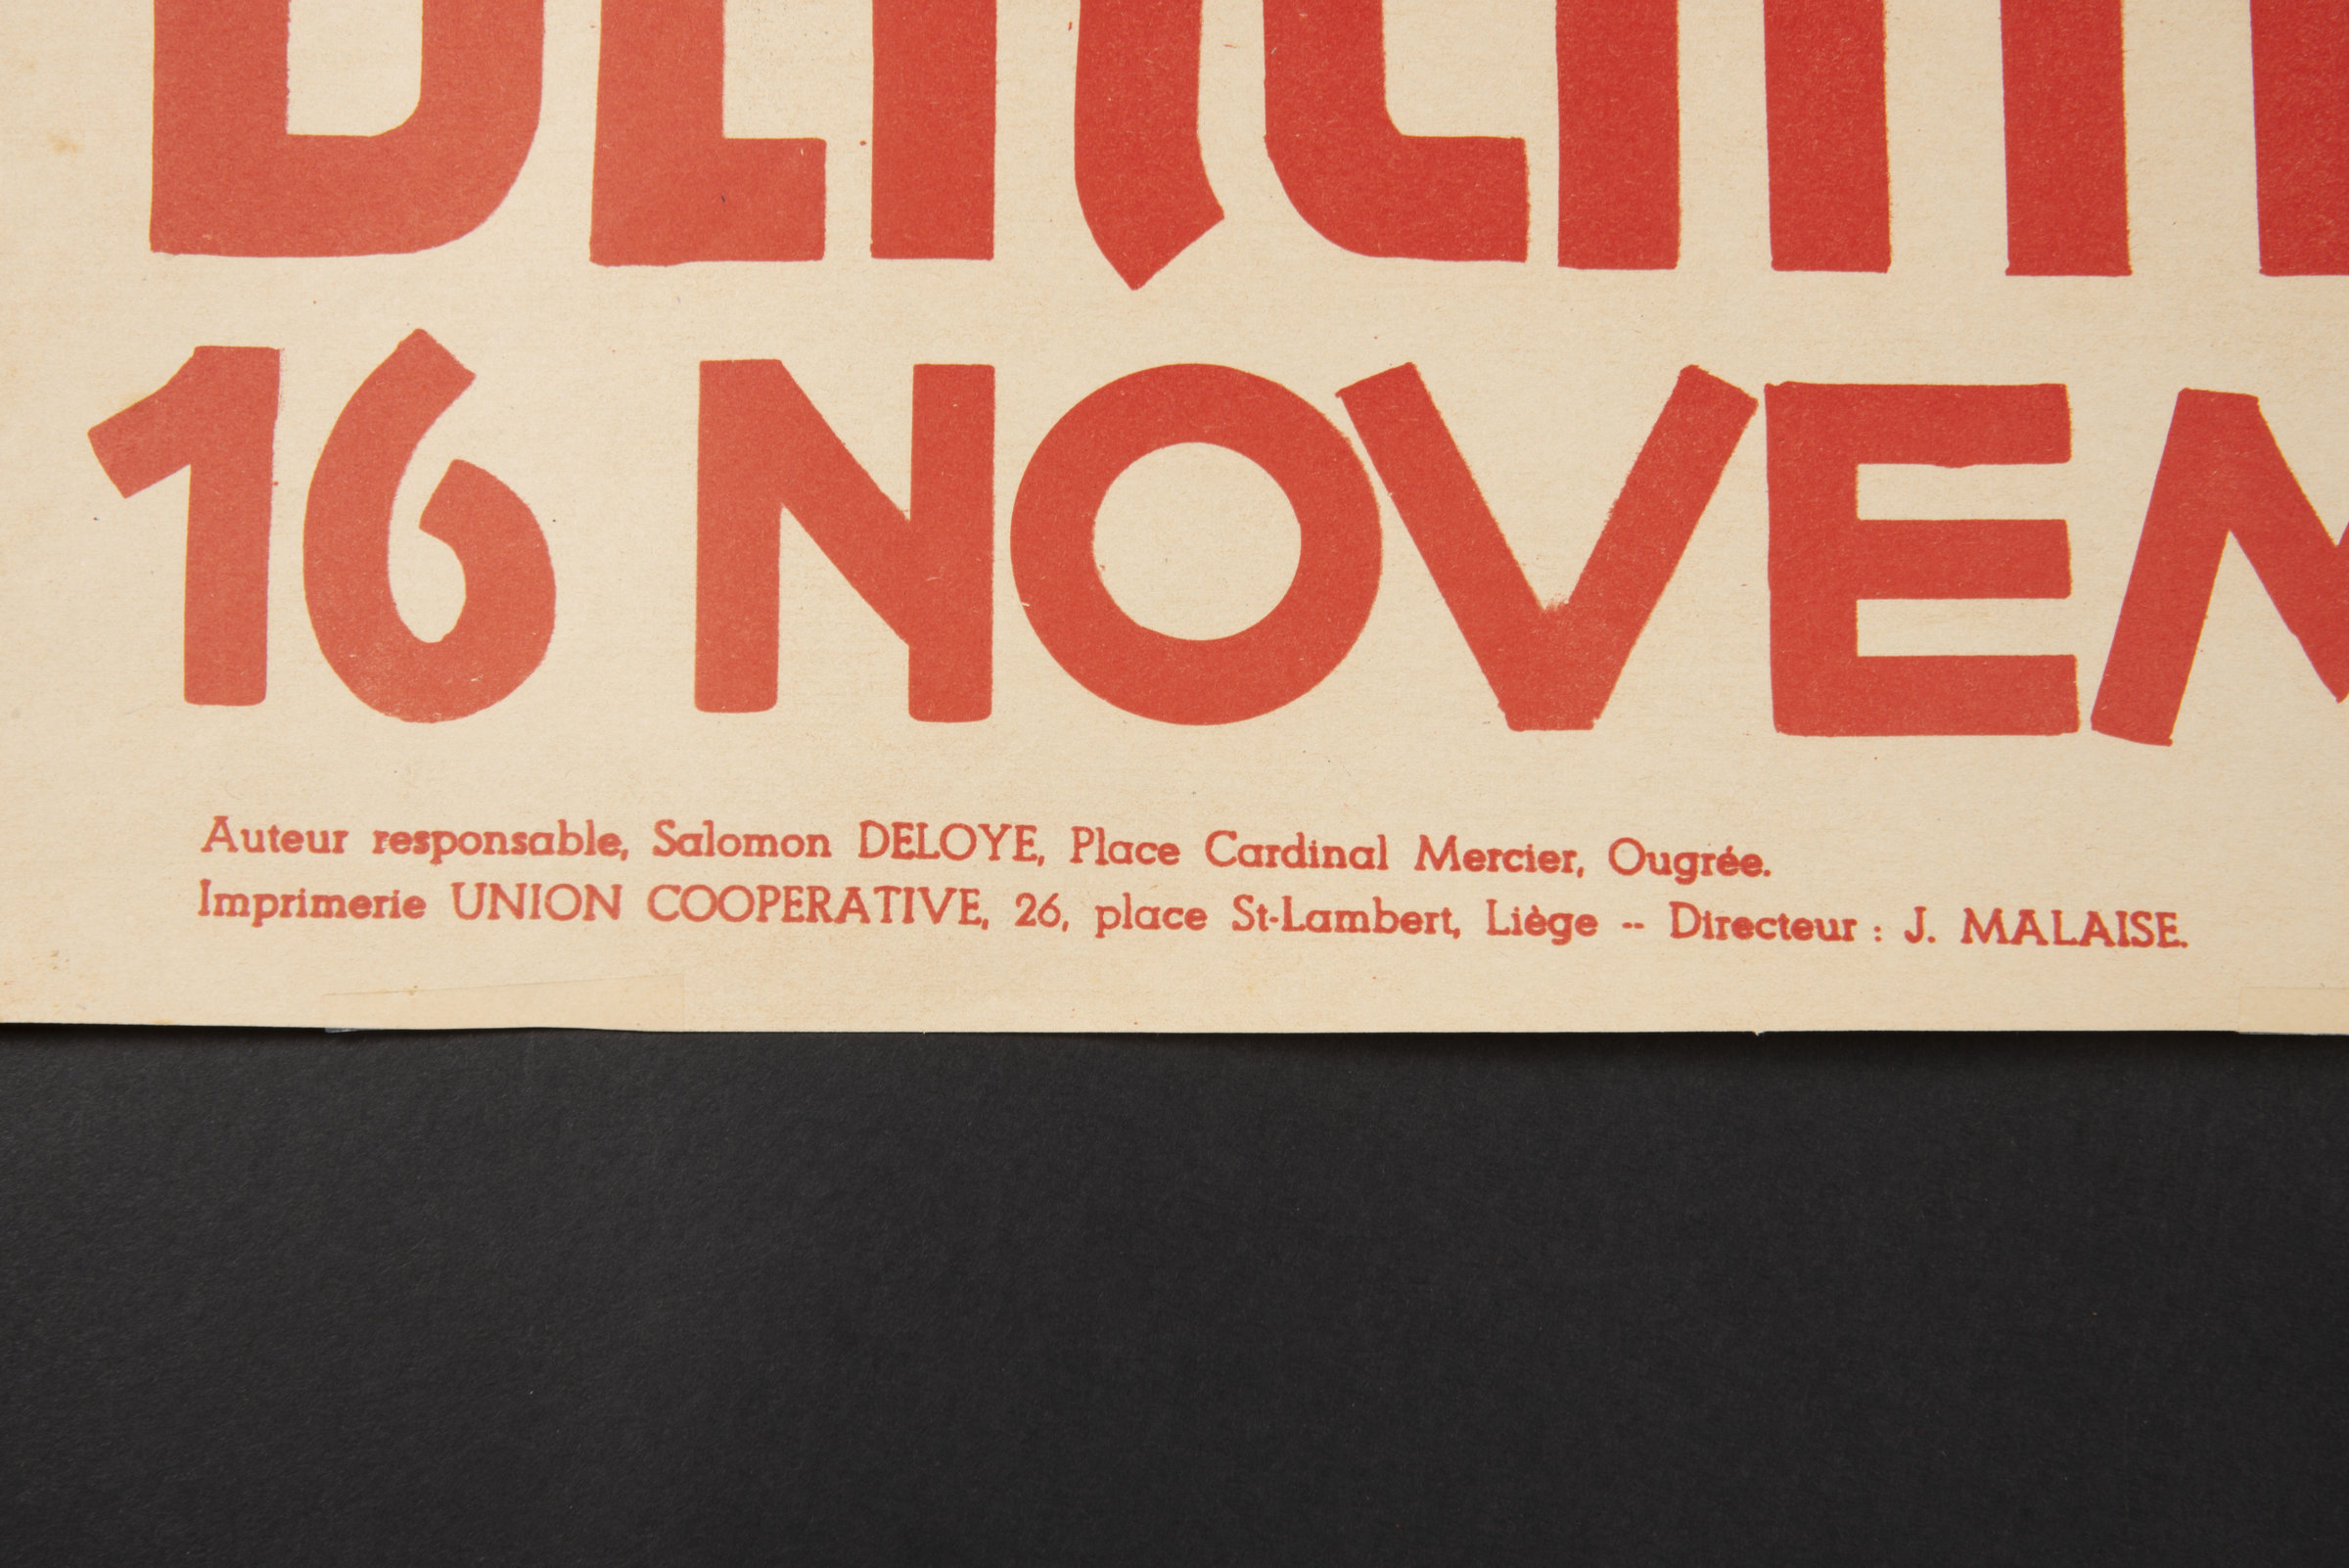 16 NOVEM
Auteur responsable, Salomon DELOYE, Place Cardinal Mercier, Ougrée.
Imprimerie UNION COOPERATIVE, 26, place St-Lambert, Liège -- Directeur : J. MALAISE.